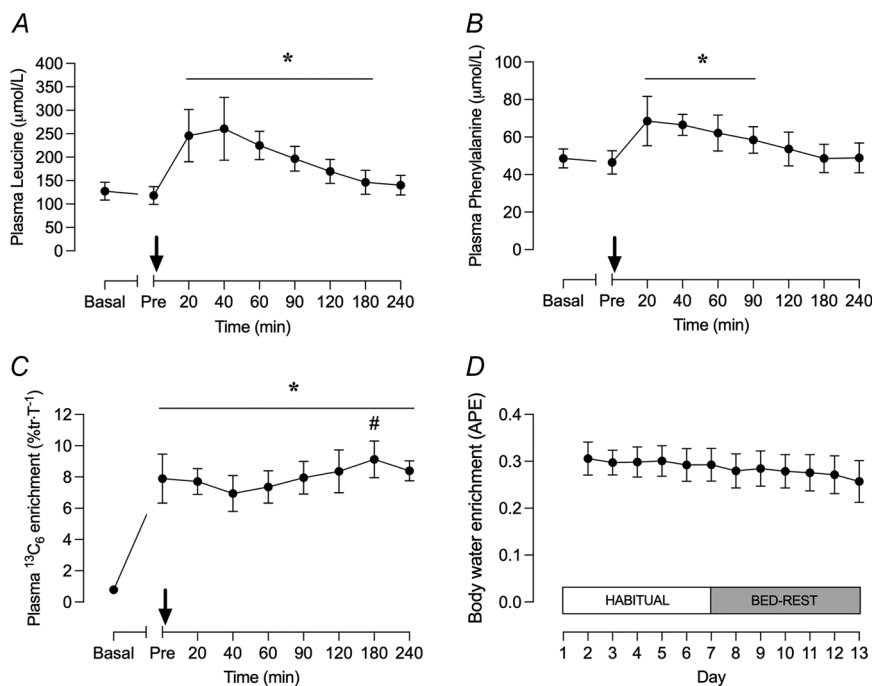 A
Plasma Leucine (μmol/L)
400
350
300
250
200
150
100
50
0
*
Basal Pre 20 40 60 90 120 180 240
Time (min)
B
Plasma Phenylalanine (μmol/L)
100
80
60
40
20
0
*
Basal Pre 20 40 60 90 120 180 240
Time (min)
C
Plasma ¹³C₆ enrichment (%tr·T⁻¹)
12
10
8
6
4
2
0
*
#
Basal Pre 20 40 60 90 120 180 240
Time (min)
D
Body water enrichment (APE)
0.4
0.3
0.2
0.1
0.0
HABITUAL BED-REST
1 2 3 4 5 6 7 8 9 10 11 12 13
Day